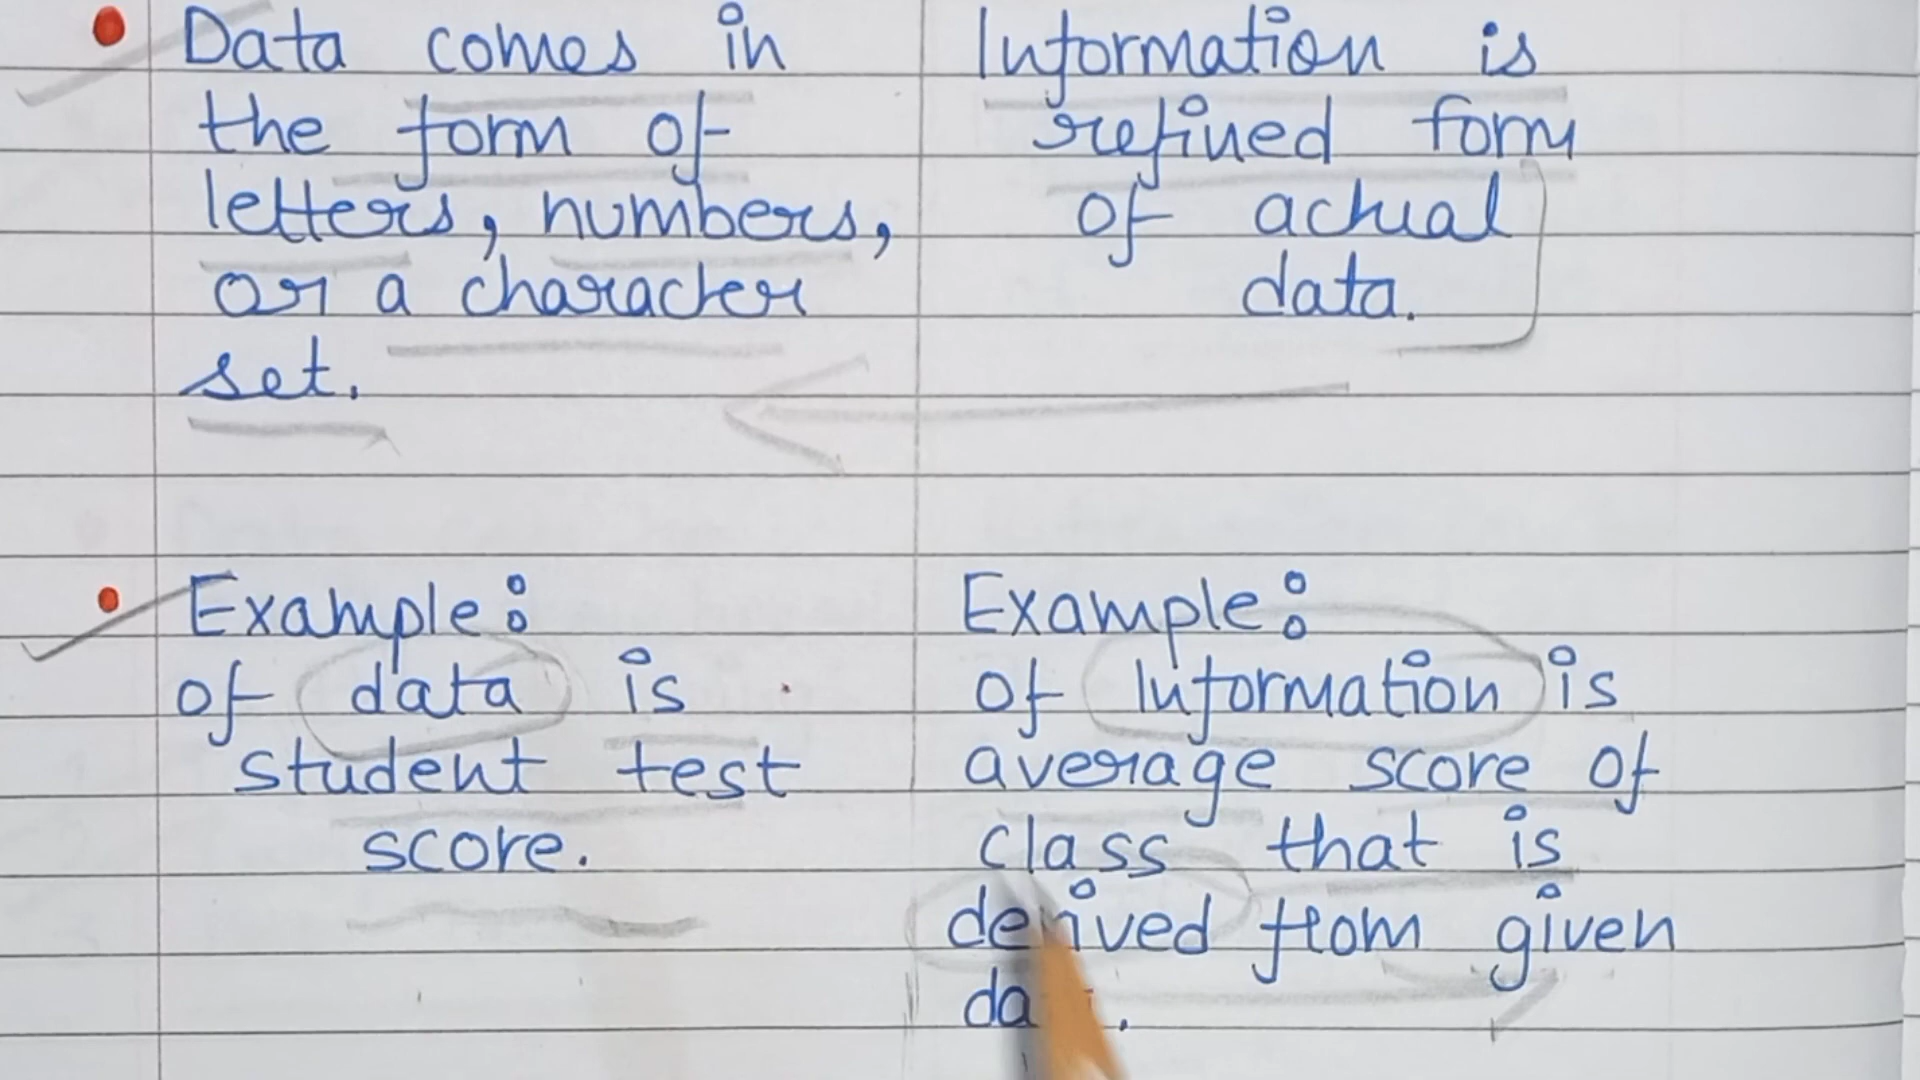 Data comes in
the form of
letters, numbers,
or a character
set.
Information is
refined form
of actual
data.
Example:
of data is
student test
score.
Example:
of Information is
average score of
class that is
derived from given